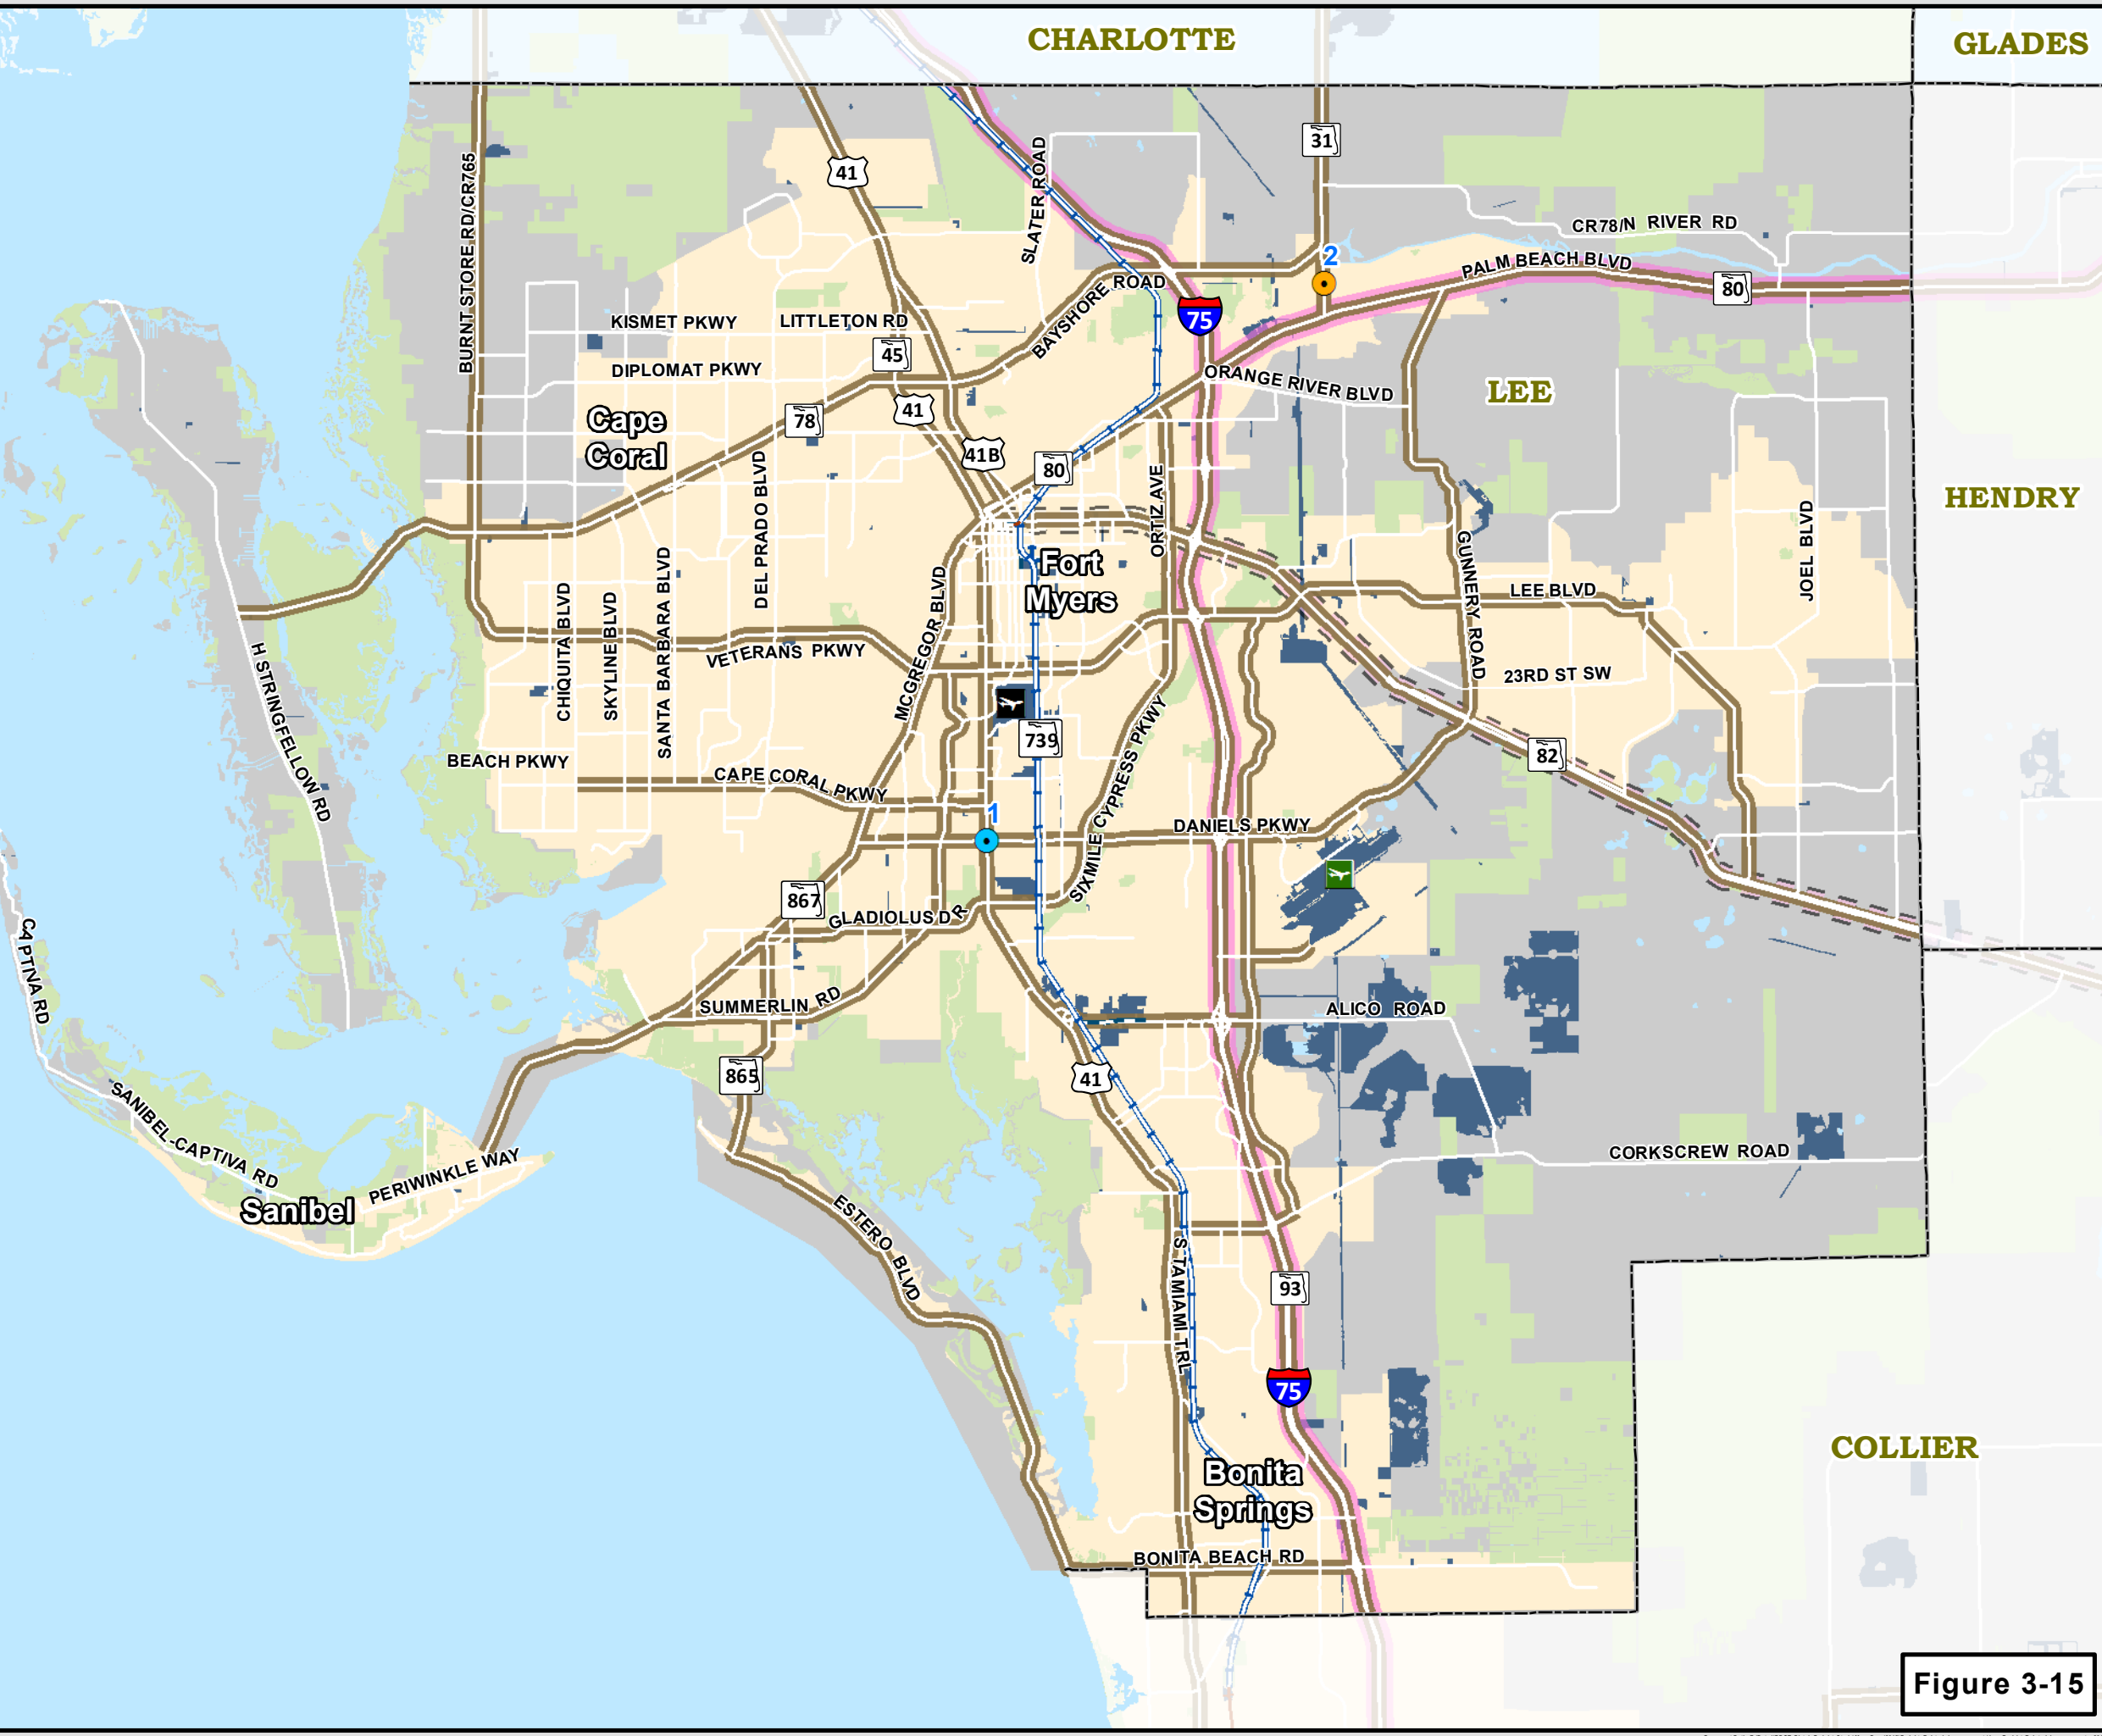 CHARLOTTE
GLADES
31
41
BURNT STORE RD/CR765
SLATER ROAD
CR78/N RIVER RD
2
PALM BEACH BLVD
80
BAYSHORE ROAD
75
KISMET PKWY
LITTLETON RD
45
DIPLOMAT PKWY
ORANGE RIVER BLVD
LEE
Cape
Coral
78
41
41B
80
HENDRY
DEL PRADO BLVD
ORTIZ AVE
JOEL BLVD
Fort
Myers
GUNNERY ROAD
LEE BLVD
CHIQUITA BLVD
SKYLINE BLVD
SANTA BARBARA BLVD
MCGREGOR BLVD
VETERANS PKWY
H STRINGFELLOW RD
23RD ST SW
739
82
BEACH PKWY
CAPE CORAL PKWY
SIXMILE CYPRESS PKWY
1
DANIELS PKWY
867
GLADIOLUS DR
CAPTIVA RD
SUMMERLIN RD
ALICO ROAD
865
41
SANIBEL-CAPTIVA RD
PERIWINKLE WAY
CORKSCREW ROAD
Sanibel
ESTERO BLVD
S TAMIAMI TRL
93
75
COLLIER
Bonita
Springs
BONITA BEACH RD
Figure 3-15